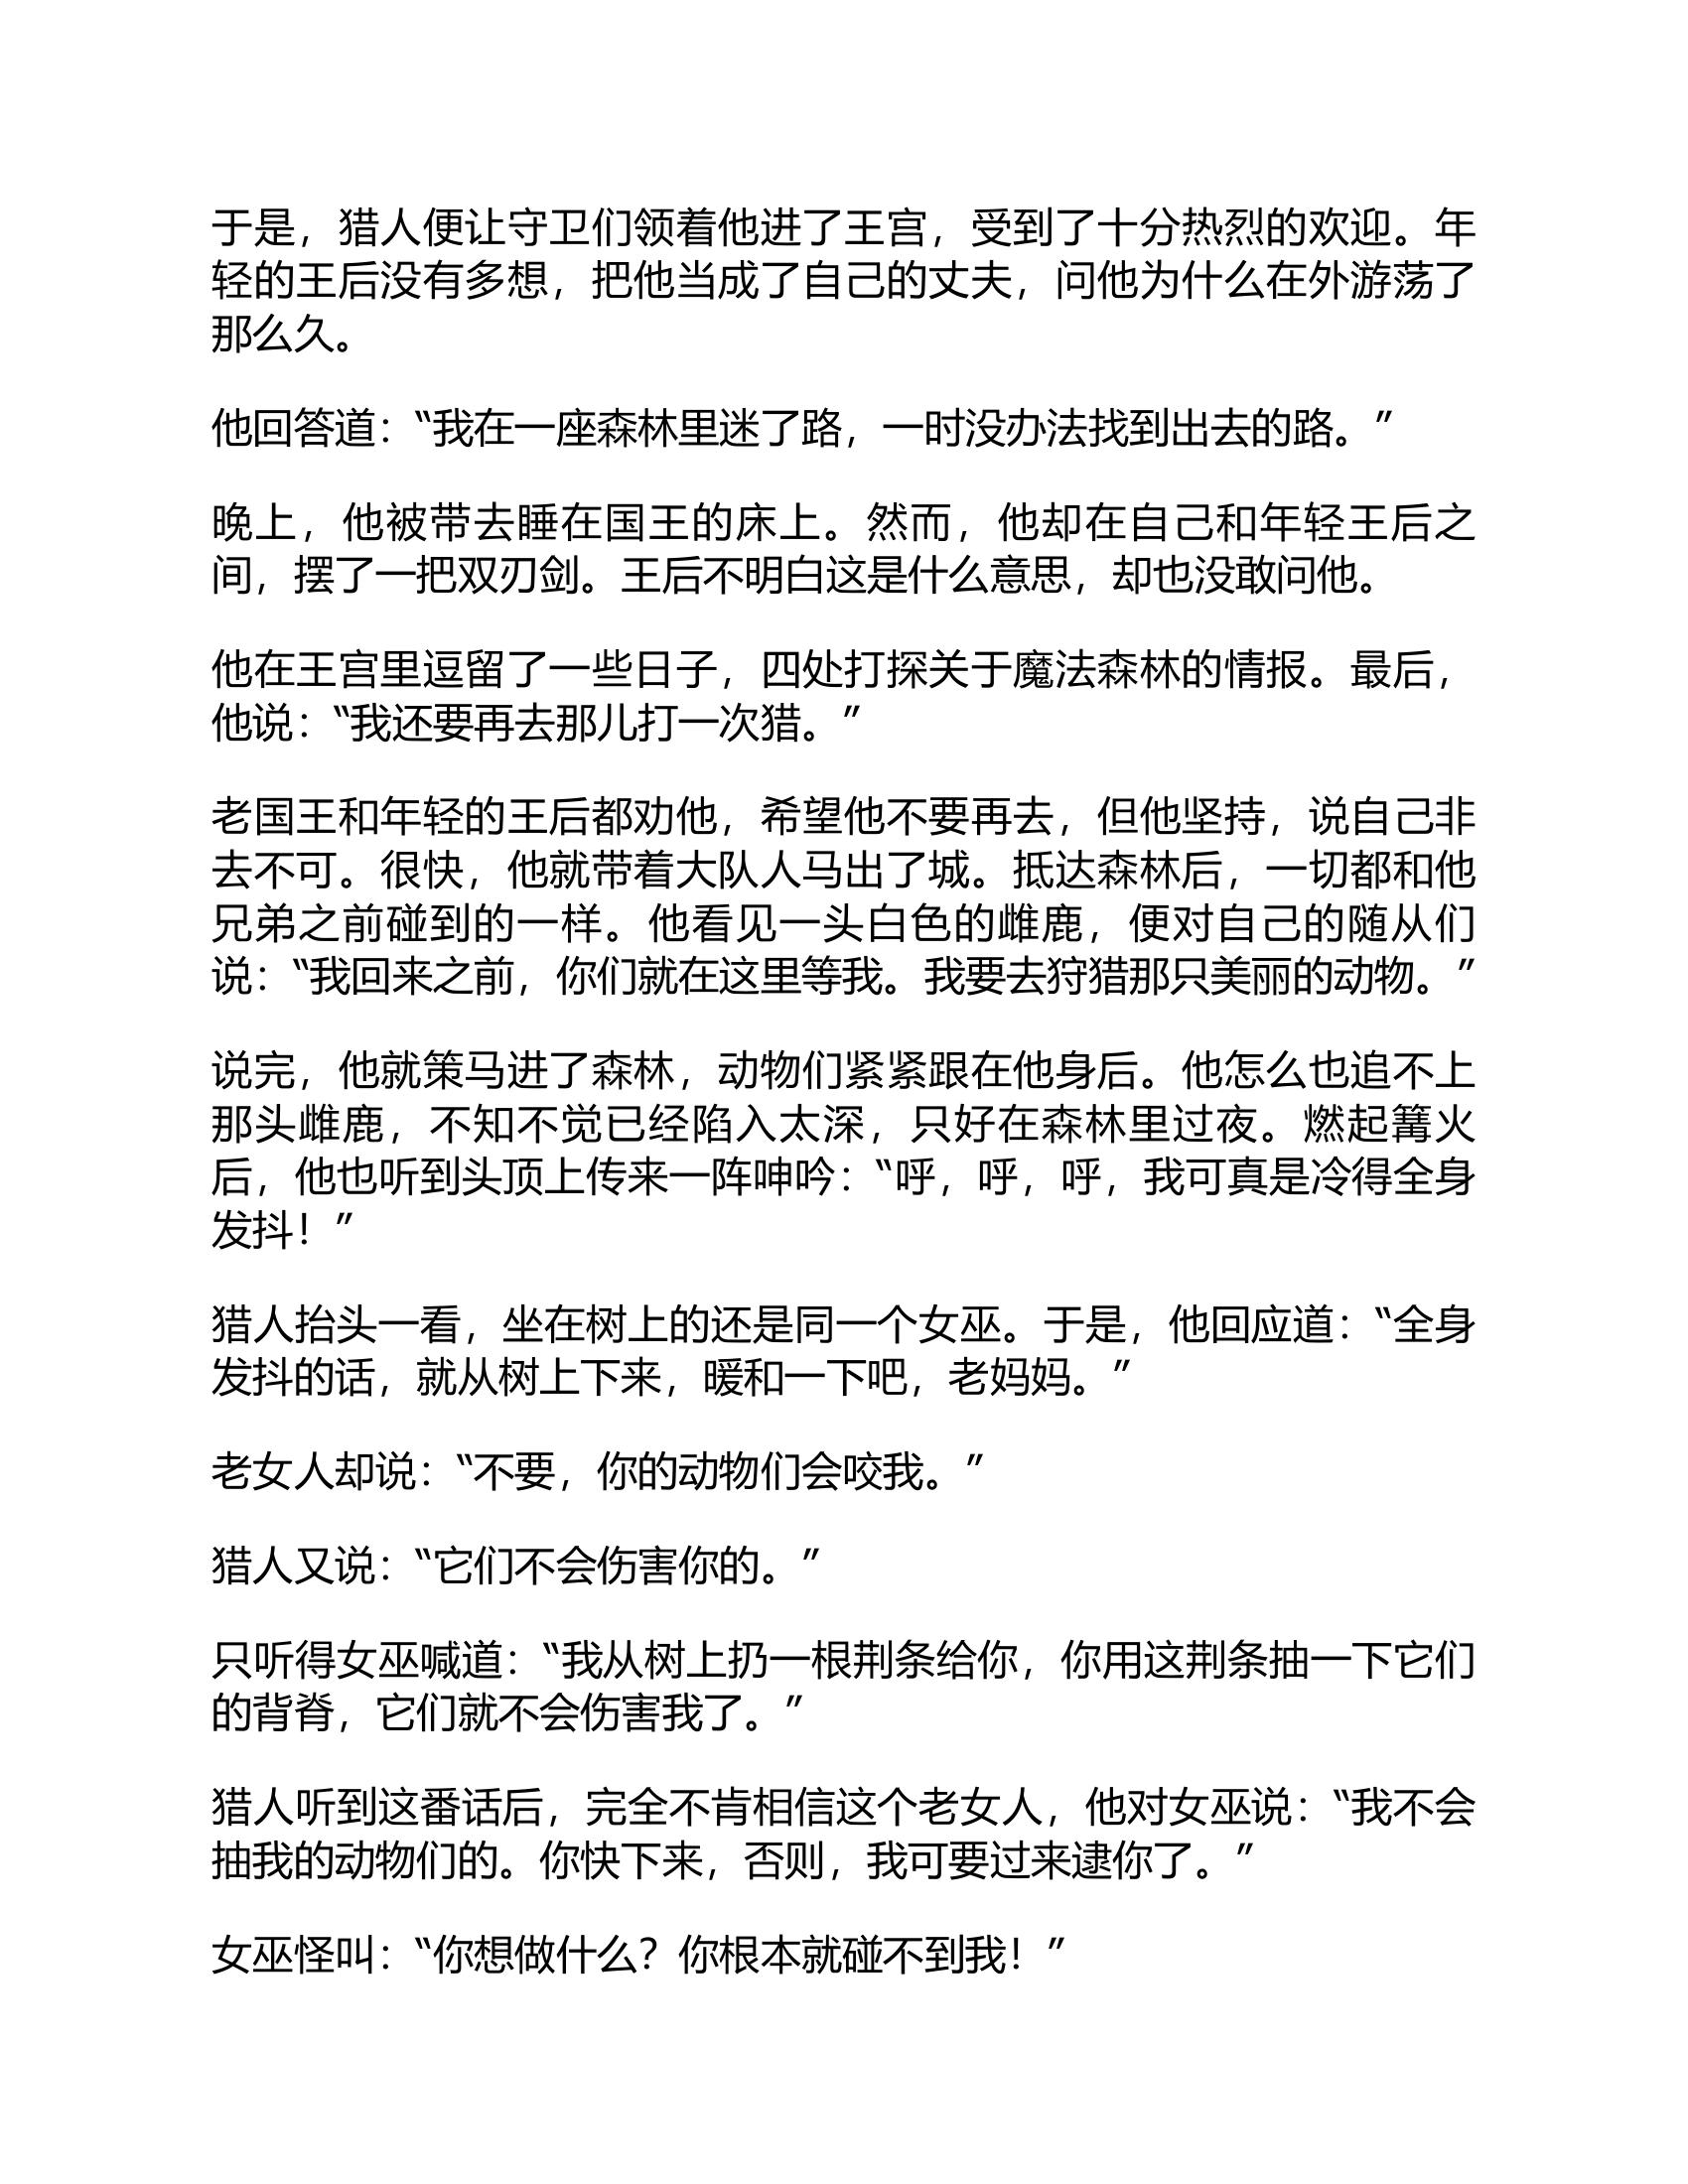 于是，猎人便让守卫们领着他进了王宫，受到了十分热烈的欢迎。年
轻的王后没有多想，把他当成了自己的丈夫，问他为什么在外游荡了
那么久。
他回答道：“我在一座森林里迷了路，一时没办法找到出去的路。”
晚上，他被带去睡在国王的床上。然而，他却在自己和年轻王后之
间，摆了一把双刃剑。王后不明白这是什么意思，却也没敢问他。
他在王宫里逗留了一些日子，四处打探关于魔法森林的情报。最后，
他说：“我还要再去那儿打一次猎。”
老国王和年轻的王后都劝他，希望他不要再去，但他坚持，说自己非
去不可。很快，他就带着大队人马出了城。抵达森林后，一切都和他
兄弟之前碰到的一样。他看见一头白色的雌鹿，便对自己的随从们
说：“我回来之前，你们就在这里等我。我要去狩猎那只美丽的动物。”
说完，他就策马进了森林，动物们紧紧跟在他身后。他怎么也追不上
那头雌鹿，不知不觉已经陷入太深，只好在森林里过夜。燃起篝火
后，他也听到头顶上传来一阵呻吟：“呼，呼，呼，我可真是冷得全身
发抖！”
猎人抬头一看，坐在树上的还是同一个女巫。于是，他回应道：“全身
发抖的话，就从树上下来，暖和一下吧，老妈妈。”
老女人却说：“不要，你的动物们会咬我。”
猎人又说：“它们不会伤害你的。”
只听得女巫喊道：“我从树上扔一根荆条给你，你用这荆条抽一下它们
的背脊，它们就不会伤害我了。”
猎人听到这番话后，完全不肯相信这个老女人，他对女巫说：“我不会
抽我的动物们的。你快下来，否则，我可要过来逮你了。”
女巫怪叫：“你想做什么？你根本就碰不到我！”